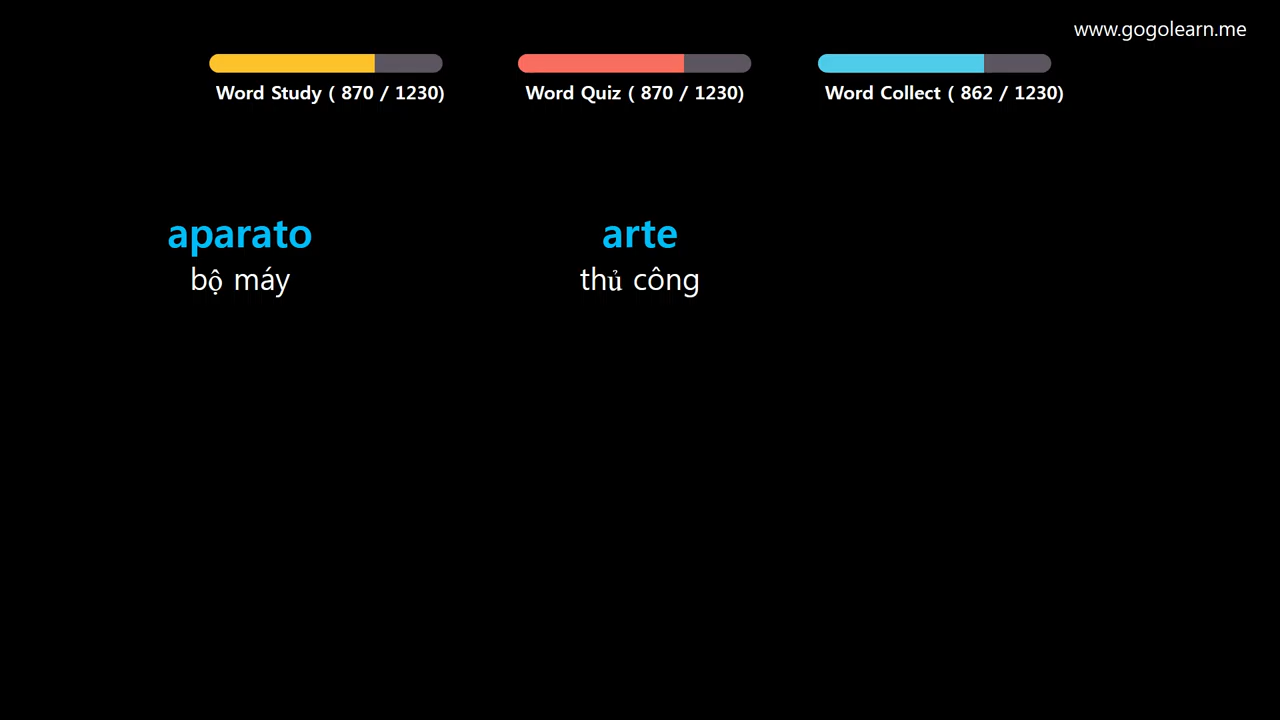 www.gogolearn.me
Word Study ( 870 / 1230)
Word Quiz ( 870 / 1230)
Word Collect ( 862 / 1230)
aparato
bộ máy
arte
thủ công